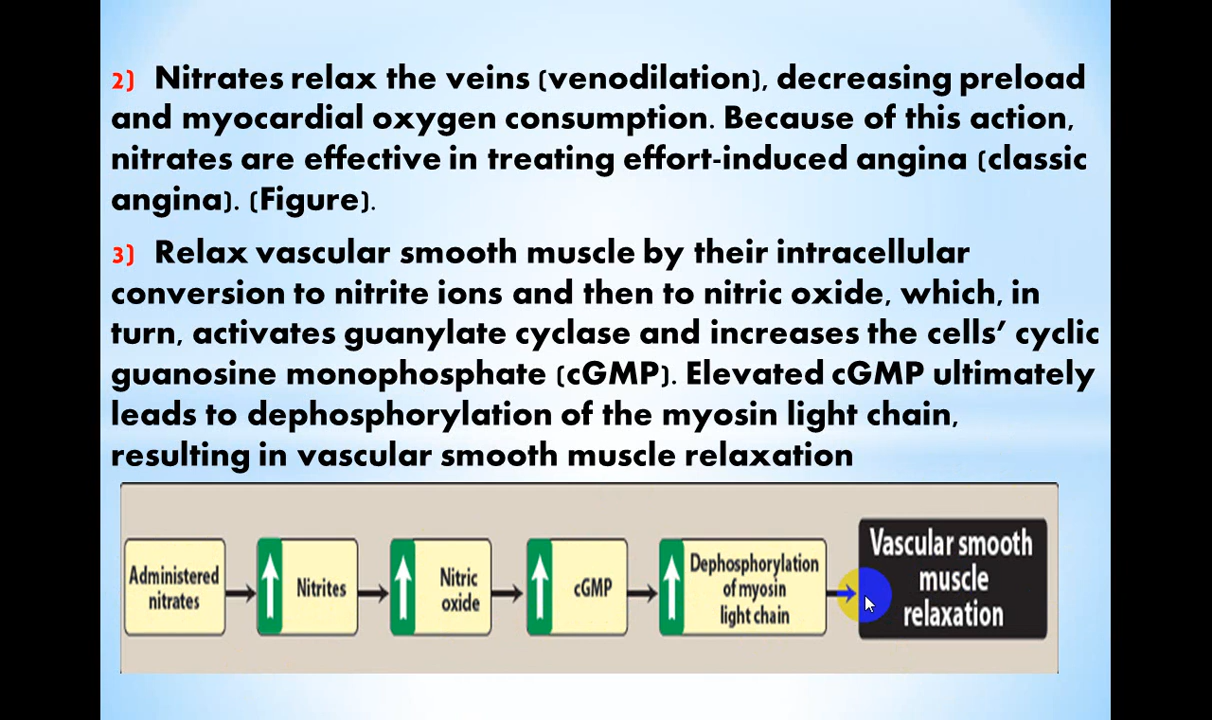 2) Nitrates relax the veins (venodilation), decreasing preload
and myocardial oxygen consumption. Because of this action,
nitrates are effective in treating effort-induced angina (classic
angina). (Figure).
3) Relax vascular smooth muscle by their intracellular
conversion to nitrite ions and then to nitric oxide, which, in
turn, activates guanylate cyclase and increases the cells’ cyclic
guanosine monophosphate (cGMP). Elevated cGMP ultimately
leads to dephosphorylation of the myosin light chain,
resulting in vascular smooth muscle relaxation
Administered
nitrates
Nitrites
Nitric
oxide
cGMP
Dephosphorylation
of myosin
light chain
Vascular smooth
muscle
relaxation